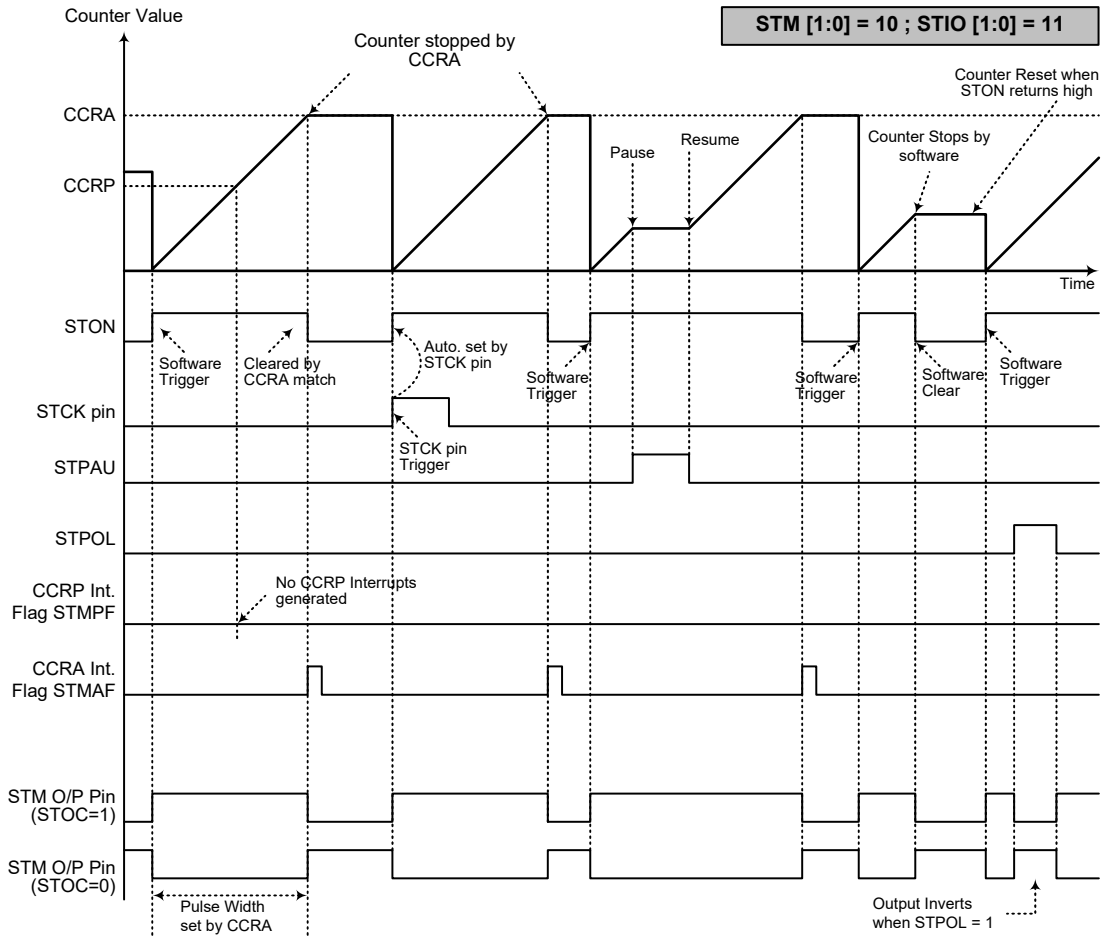 Counter Value
STM [1:0] = 10 ; STIO [1:0] = 11
Counter stopped by
CCRA
Counter Reset when
STON returns high
CCRA
Pause
Resume
Counter Stops by
software
CCRP
Time
STON
Software
Trigger
Cleared by
CCRA match
Auto. set by
STCK pin
Software
Trigger
Software
Trigger
Software
Clear
Software
Trigger
STCK pin
STCK pin
Trigger
STPAU
STPOL
CCRP Int.
Flag STMPF
No CCRP Interrupts
generated
CCRA Int.
Flag STMAF
STM O/P Pin
(STOC=1)
STM O/P Pin
(STOC=0)
Pulse Width
set by CCRA
Output Inverts
when STPOL = 1